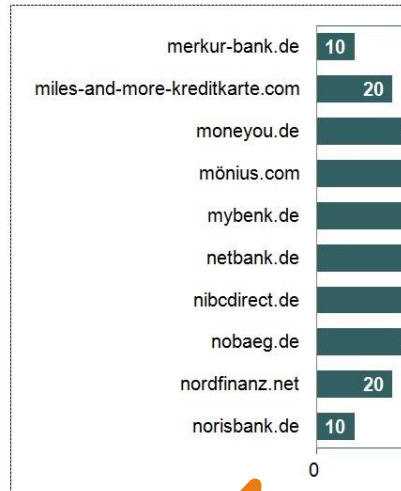 merkur-bank.de 10
miles-and-more-kreditkarte.com 20
moneyou.de
mönius.com
mybenk.de
netbank.de
nibcdirect.de
nobaeg.de
nordfinanz.net 20
norisbank.de 10
0